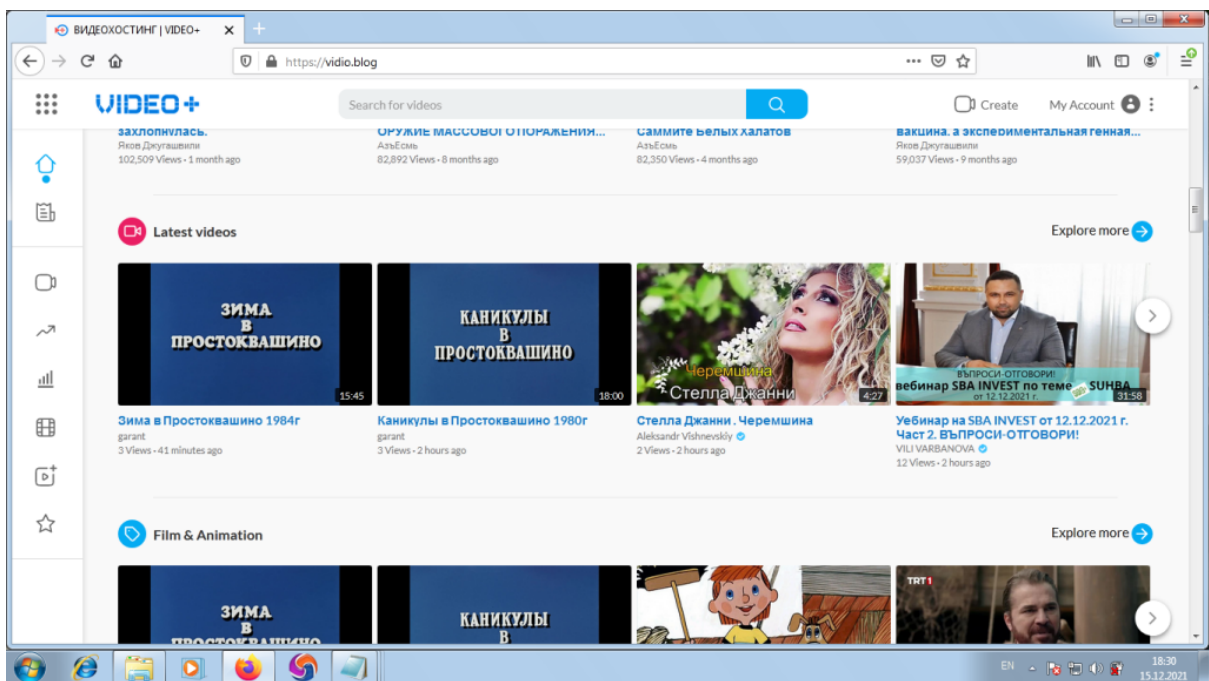 ВИДЕОХОСТИНГ | VIDEO+
https://vidio.blog
VIDEO+
Search for videos
Create
My Account
захлопнулась.
Яков Джугашвили
102,509 Views • 1 month ago
ОРУЖИЕ МАССОВОГО ПОРАЖЕНИЯ...
АзъЕсмь
82,892 Views • 8 months ago
Саммите Белых Халатов
АзъЕсмь
82,350 Views • 4 months ago
вакцина, а экспериментальная генная...
Яков Джугашвили
59,037 Views • 9 months ago
Latest videos
Explore more
ЗИМА
В
ПРОСТОКВАШИНО
15:45
КАНИКУЛЫ
В
ПРОСТОКВАШИНО
18:00
Черемшина
Стелла Джанни
4:27
ВЪПРОСИ-ОТГОВОРИ!
вебинар SBA INVEST по теме SUHBA
от 12.12.2021 г.
31:58
Зима в Простоквашино 1984г
garant
3 Views • 41 minutes ago
Каникулы в Простоквашино 1980г
garant
3 Views • 2 hours ago
Стелла Джанни . Черемшина
Aleksandr Vishnevskiy
2 Views • 2 hours ago
Уебинар на SBA INVEST от 12.12.2021 г.
Част 2. ВЪПРОСИ-ОТГОВОРИ!
VILI VARBANOVA
12 Views • 2 hours ago
Film & Animation
Explore more
ЗИМА
В
ПРОСТОКВАШИНО
КАНИКУЛЫ
В
TRT 1
EN
18:30
15.12.2021